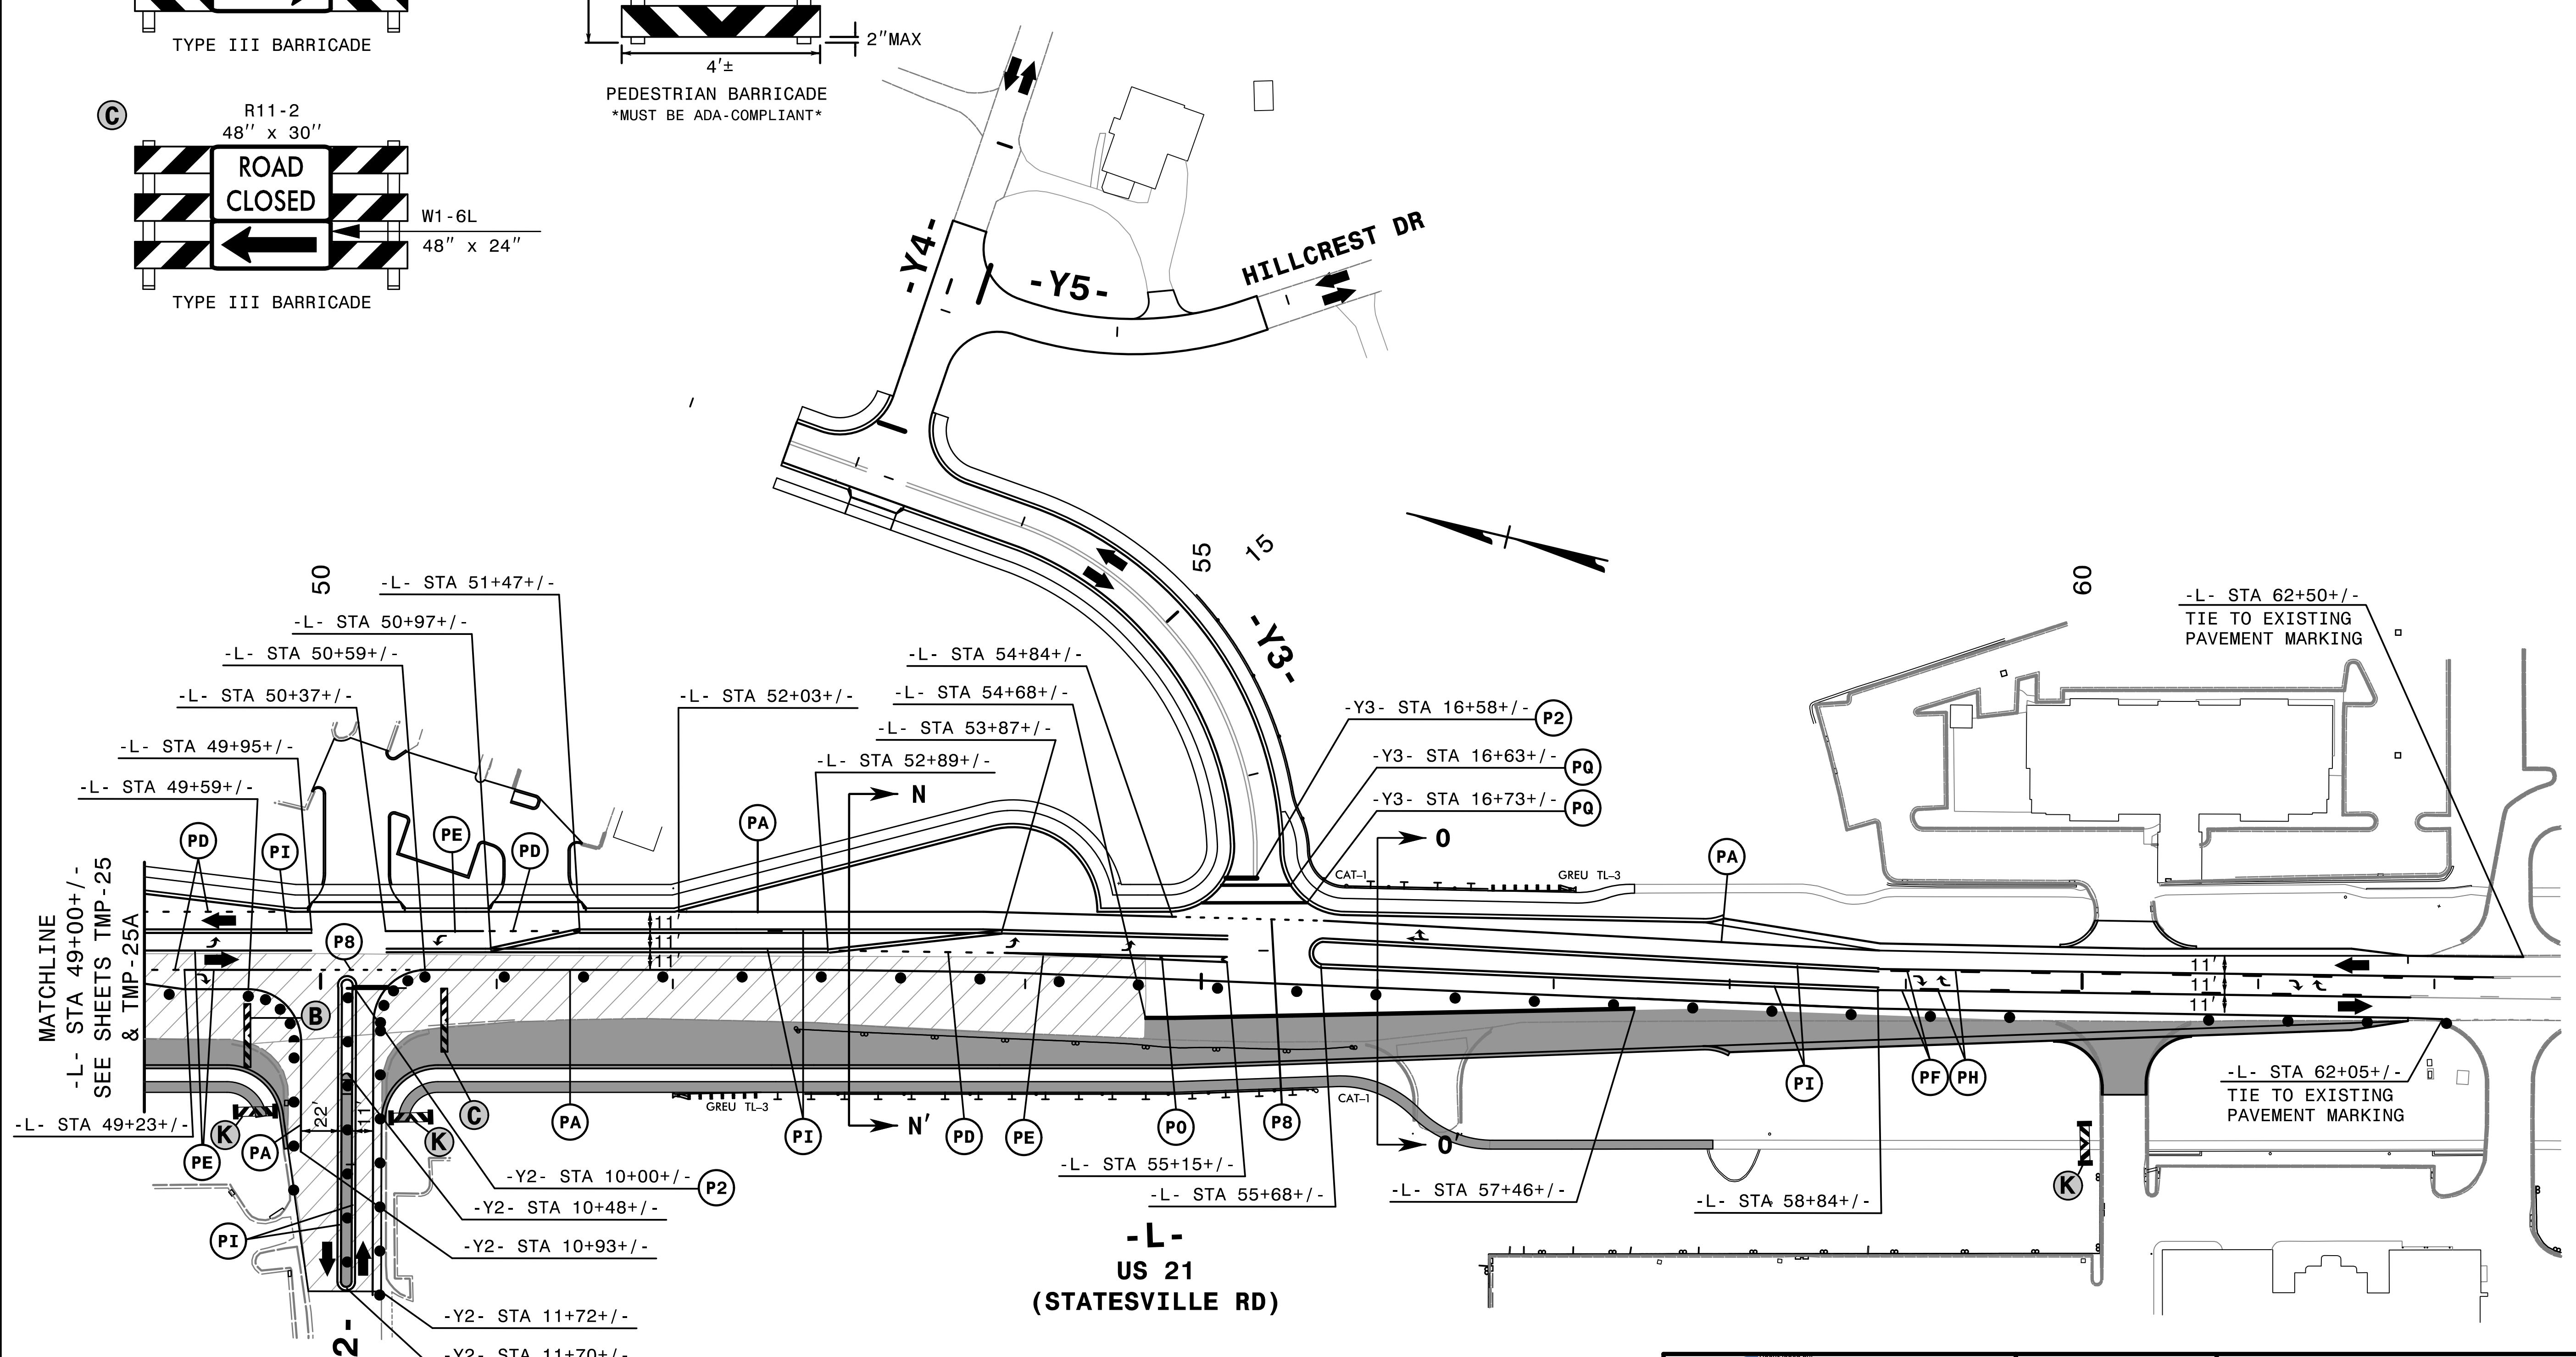 TYPE III BARRICADE
2"MAX
4'±
PEDESTRIAN BARRICADE
*MUST BE ADA-COMPLIANT*
C
R11-2
48" x 30"
ROAD
CLOSED
W1-6L
48" x 24"
TYPE III BARRICADE
-Y4-
-Y5-
HILLCREST DR
-Y3-
50
55
15
60
-L- STA 51+47+/-
-L- STA 50+97+/-
-L- STA 50+59+/-
-L- STA 50+37+/-
-L- STA 49+95+/-
-L- STA 49+59+/-
-L- STA 52+03+/-
-L- STA 54+84+/-
-L- STA 54+68+/-
-L- STA 53+87+/-
-L- STA 52+89+/-
-Y3- STA 16+58+/- P2
-Y3- STA 16+63+/- PQ
-Y3- STA 16+73+/- PQ
-L- STA 62+50+/-
TIE TO EXISTING
PAVEMENT MARKING
PD
PI
PE
PD
PA
N
O
PA
CAT-1
GREU TL-3
MATCHLINE
-L- STA 49+00+/-
SEE SHEETS TMP-25
& TMP-25A
P8
11'
11'
11'
11'
11'
11'
B
C
K
K
22'
11'
GREU TL-3
CAT-1
-L- STA 49+23+/-
PE
PA
PA
PI
N'
PD
PE
PO
P8
O'
PI
PF
PH
K
-L- STA 62+05+/-
TIE TO EXISTING
PAVEMENT MARKING
-L- STA 55+15+/-
-L- STA 55+68+/-
-L- STA 57+46+/-
-L- STA 58+84+/-
-Y2- STA 10+00+/- P2
-Y2- STA 10+48+/-
-Y2- STA 10+93+/-
PI
-L-
US 21
(STATESVILLE RD)
-Y2- STA 11+72+/-
-Y2- STA 11+70+/-
2-